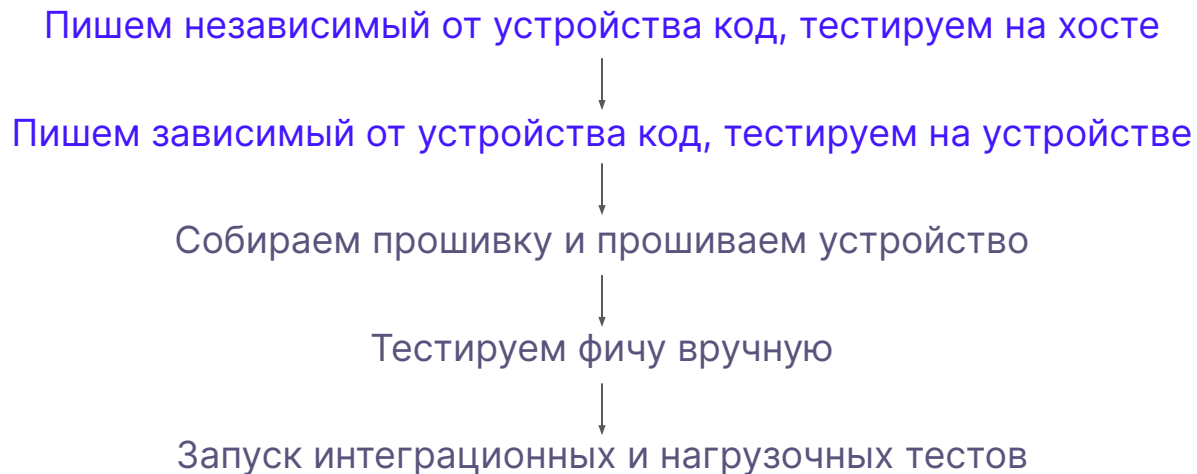 Пишем независимый от устройства код, тестируем на хосте
Пишем зависимый от устройства код, тестируем на устройстве
Собираем прошивку и прошиваем устройство
Тестируем фичу вручную
Запуск интеграционных и нагрузочных тестов